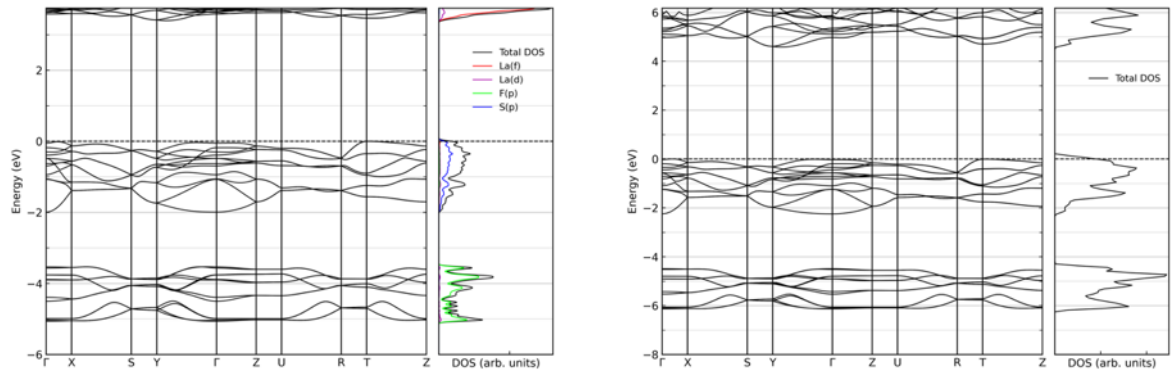 Energy (eV)
2
0
−2
−4
−6
Total DOS
La(f)
La(d)
F(p)
S(p)
Γ X S Y Γ Z U R T Z
DOS (arb. units)
Energy (eV)
6
4
2
0
−2
−4
−6
−8
Total DOS
Γ X S Y Γ Z U R T Z
DOS (arb. units)